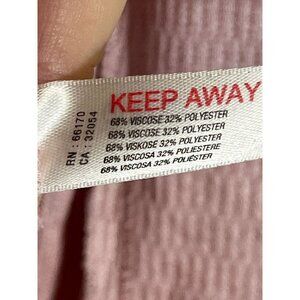 KEEP AWAY
68% VISCOSE 32% POLYESTER
68% VISCOSE 32% POLYESTER
68% VISKOSE 32% POLYESTER
68% VISCOSA 32% POLIESTERE
68% VISCOSA 32% POLIÉSTER
RN : 66170
CA : 32054